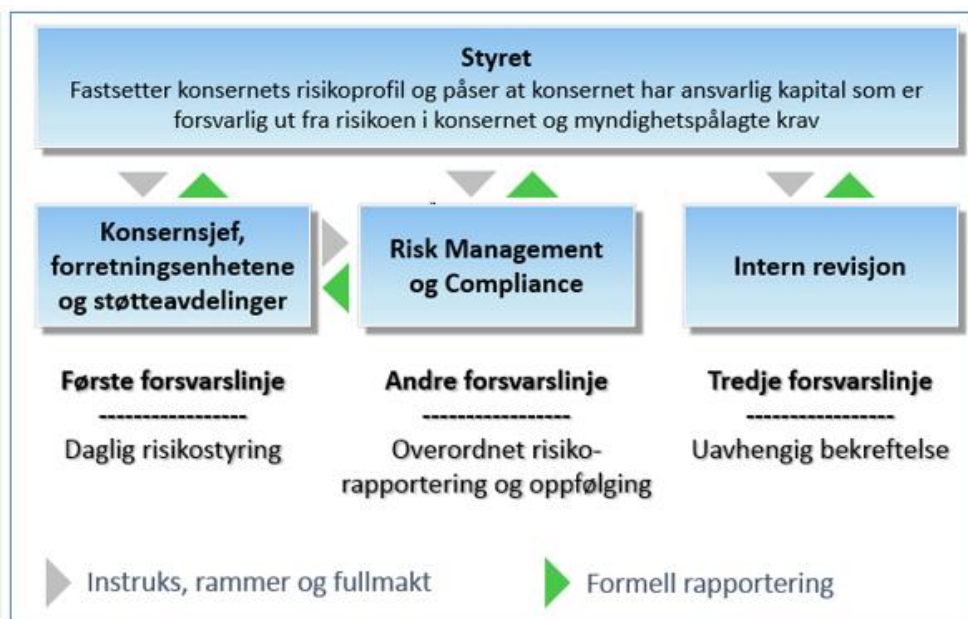 Styret
Fastsetter konsernets risikoprofil og påser at konsernet har ansvarlig kapital som er
forsvarlig ut fra risikoen i konsernet og myndighetspålagte krav
Konsernsjef,
forretningsenhetene
og støtteavdelinger
Risk Management
og Compliance
Intern revisjon
Første forsvarslinje
-----------------
Daglig risikostyring
Andre forsvarslinje
-----------------
Overordnet risiko-
rapportering og oppfølging
Tredje forsvarslinje
-----------------
Uavhengig bekreftelse
Instruks, rammer og fullmakt
Formell rapportering